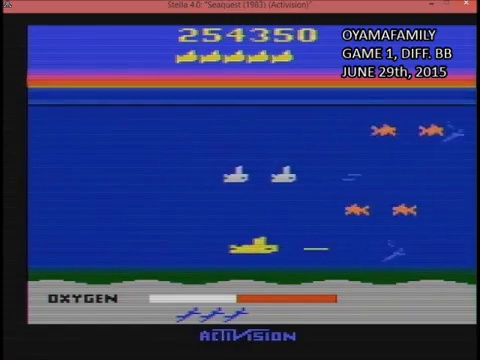 Stella 4.0: "Seaquest (1983) (Activision)"
254350
OYAMAFAMILY
GAME 1, DIFF. BB
JUNE 29th, 2015
OXYGEN
ACTIVISION